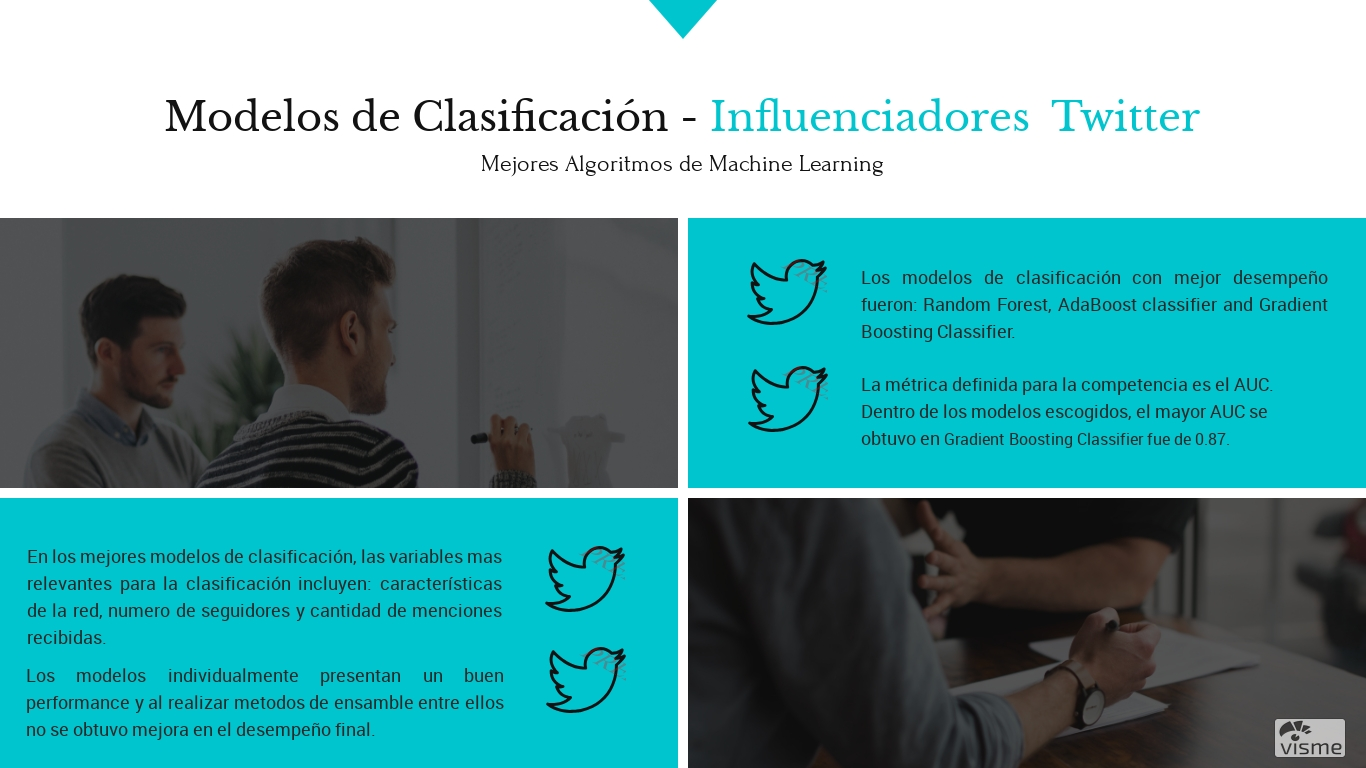 Modelos de Clasificación - Influenciadores Twitter
Mejores Algoritmos de Machine Learning
Los modelos de clasificación con mejor desempeño
fueron: Random Forest, AdaBoost classifier and Gradient
Boosting Classifier.
La métrica definida para la competencia es el AUC.
Dentro de los modelos escogidos, el mayor AUC se
obtuvo en Gradient Boosting Classifier fue de 0.87.
En los mejores modelos de clasificación, las variables mas
relevantes para la clasificación incluyen: características
de la red, numero de seguidores y cantidad de menciones
recibidas.
Los modelos individualmente presentan un buen
performance y al realizar metodos de ensamble entre ellos
no se obtuvo mejora en el desempeño final.
visme